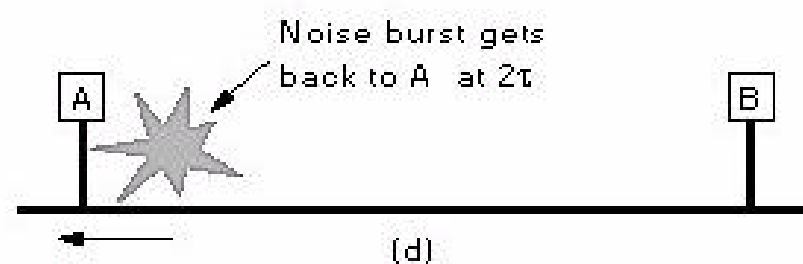 Noise burst gets
back to A at 2τ
A
B
(d)